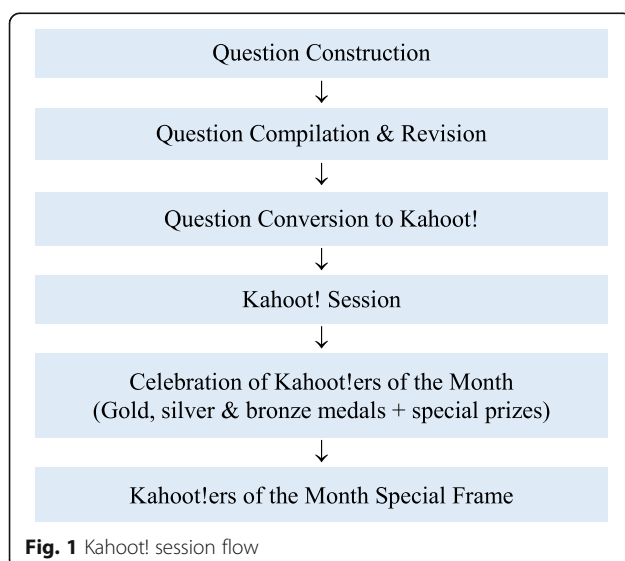 Question Construction
↓
Question Compilation & Revision
↓
Question Conversion to Kahoot!
↓
Kahoot! Session
↓
Celebration of Kahoot!ers of the Month
(Gold, silver & bronze medals + special prizes)
↓
Kahoot!ers of the Month Special Frame
Fig. 1 Kahoot! session flow